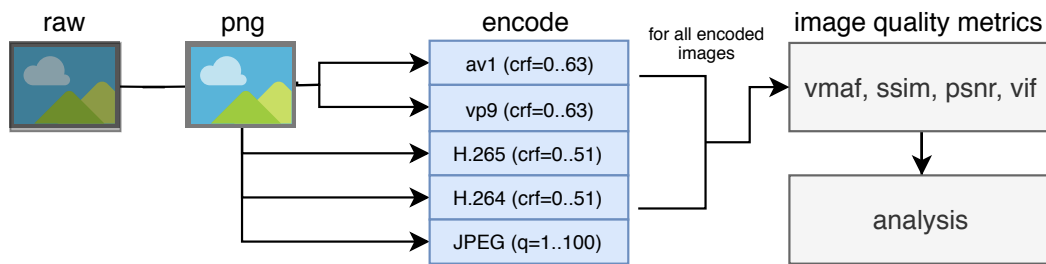 raw
png
encode
for all encoded
images
image quality metrics
av1 (crf=0..63)
vp9 (crf=0..63)
H.265 (crf=0..51)
H.264 (crf=0..51)
JPEG (q=1..100)
vmaf, ssim, psnr, vif
analysis